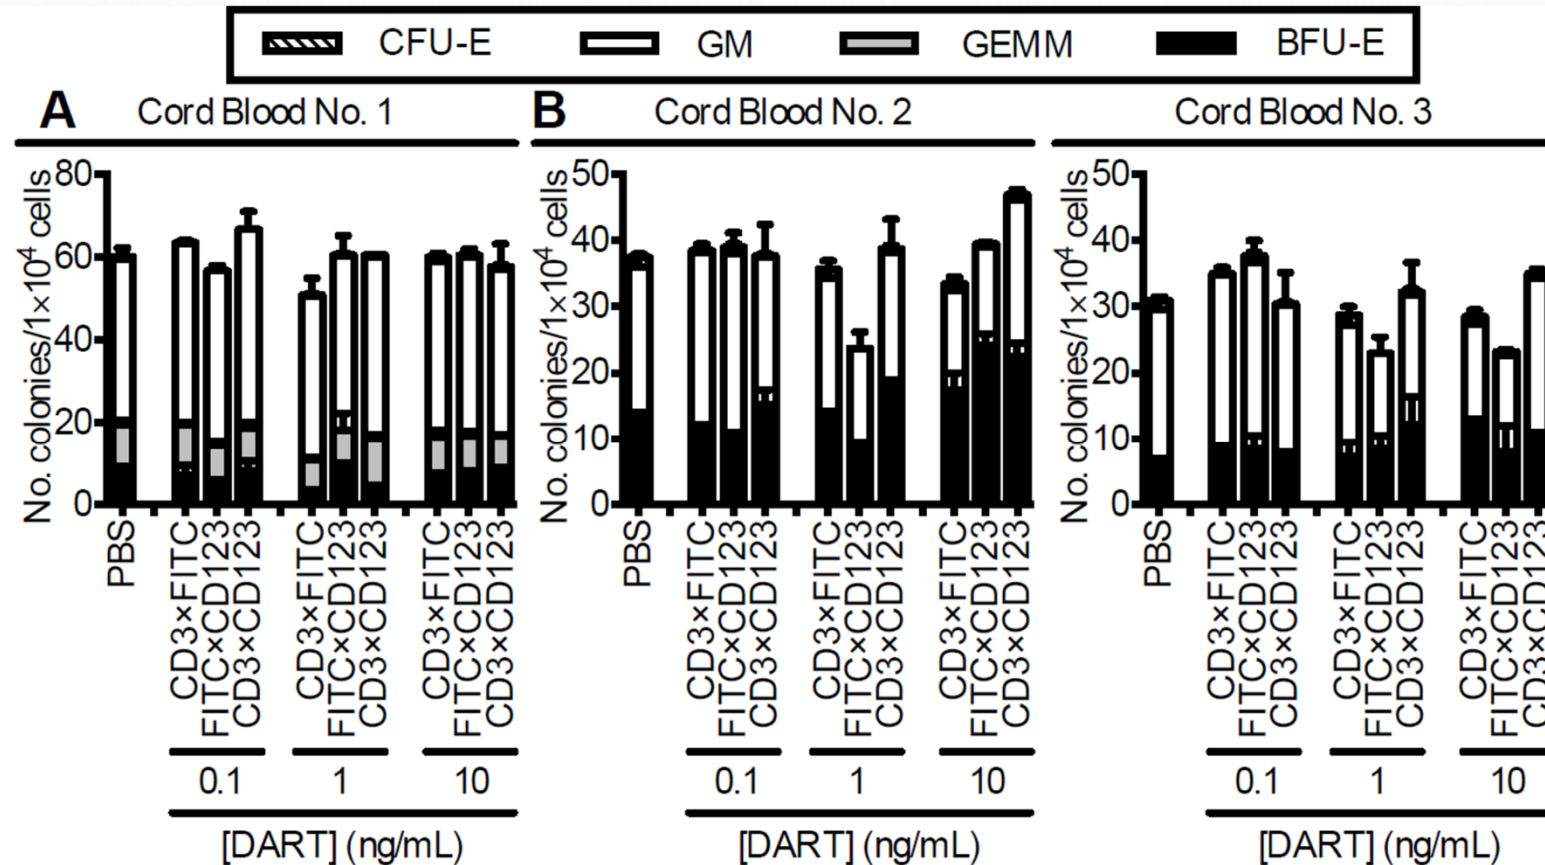 CFU-E GM GEMM BFU-E
A Cord Blood No. 1
No. colonies/1×10⁴ cells
80
60
40
20
0
PBS
CD3×FITC
FITC×CD123
CD3×CD123
CD3×FITC
FITC×CD123
CD3×CD123
CD3×FITC
FITC×CD123
CD3×CD123
0.1 1 10
[DART] (ng/mL)
B Cord Blood No. 2
No. colonies/1×10⁴ cells
50
40
30
20
10
0
PBS
CD3×FITC
FITC×CD123
CD3×CD123
CD3×FITC
FITC×CD123
CD3×CD123
CD3×FITC
FITC×CD123
CD3×CD123
0.1 1 10
[DART] (ng/mL)
Cord Blood No. 3
No. colonies/1×10⁴ cells
50
40
30
20
10
0
PBS
CD3×FITC
FITC×CD123
CD3×CD123
CD3×FITC
FITC×CD123
CD3×CD123
CD3×FITC
FITC×CD123
CD3×CD123
0.1 1 10
[DART] (ng/mL)